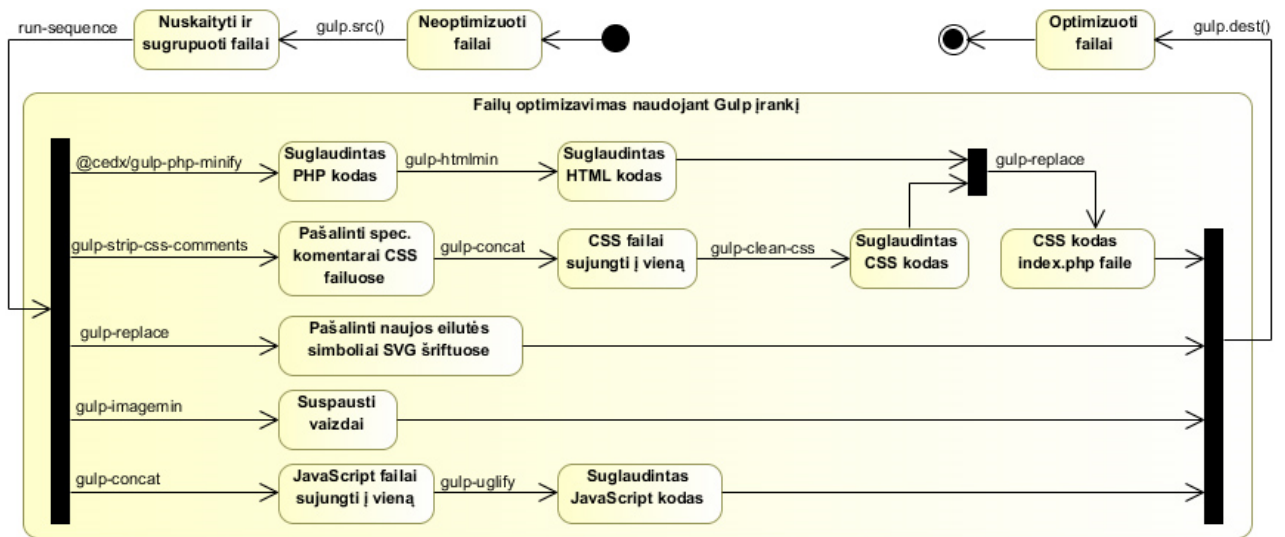 run-sequence
Nuskaityti ir
sugrupuoti failai
gulp.src()
Neoptimizuoti
failai
Optimizuoti
failai
gulp.dest()
Failų optimizavimas naudojant Gulp įrankį
@cedx/gulp-php-minify
Suglaudintas
PHP kodas
gulp-htmlmin
Suglaudintas
HTML kodas
gulp-replace
gulp-strip-css-comments
Pašalinti spec.
komentarai CSS
failuose
gulp-concat
CSS failai
sujungti į vieną
gulp-clean-css
Suglaudintas
CSS kodas
CSS kodas
index.php faile
gulp-replace
Pašalinti naujos eilutės
simboliai SVG šriftuose
gulp-imagemin
Suspausti
vaizdai
gulp-concat
JavaScript failai
sujungti į vieną
gulp-uglify
Suglaudintas
JavaScript kodas